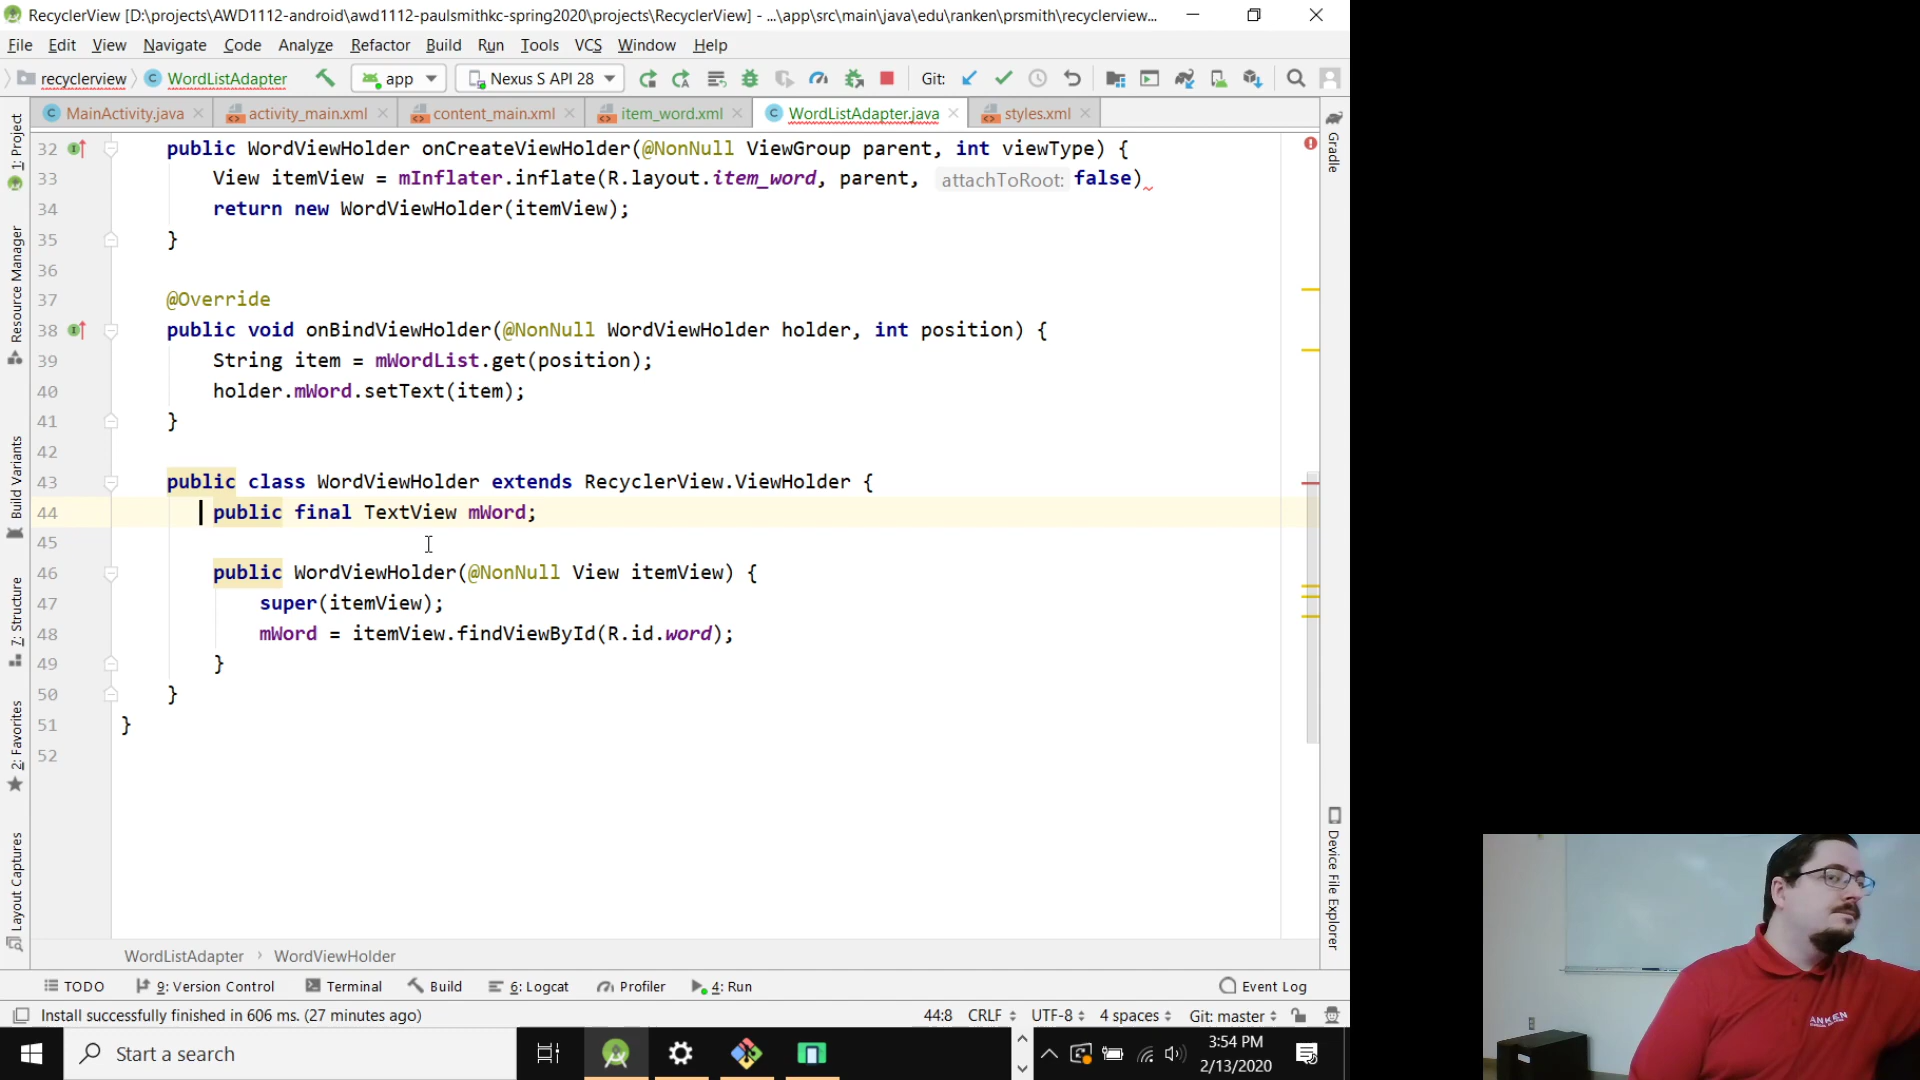 RecyclerView [D:\projects\AWD1112-android\awd1112-paulsmithkc-spring2020\projects\RecyclerView] - ...\app\src\main\java\edu\ranken\prsmith\recyclerview...
File Edit View Navigate Code Analyze Refactor Build Run Tools VCS Window Help
recyclerview WordListAdapter app Nexus S API 28 Git:
MainActivity.java activity_main.xml content_main.xml item_word.xml WordListAdapter.java styles.xml
1: Project
Resource Manager
Build Variants
7: Structure
2: Favorites
Layout Captures
Gradle
Device File Explorer
32 public WordViewHolder onCreateViewHolder(@NonNull ViewGroup parent, int viewType) {
33 View itemView = mInflater.inflate(R.layout.item_word, parent, attachToRoot: false)
34 return new WordViewHolder(itemView);
35 }
36
37 @Override
38 public void onBindViewHolder(@NonNull WordViewHolder holder, int position) {
39 String item = mWordList.get(position);
40 holder.mWord.setText(item);
41 }
42
43 public class WordViewHolder extends RecyclerView.ViewHolder {
44 public final TextView mWord;
45
46 public WordViewHolder(@NonNull View itemView) {
47 super(itemView);
48 mWord = itemView.findViewById(R.id.word);
49 }
50 }
51 }
52
WordListAdapter › WordViewHolder
TODO 9: Version Control Terminal Build 6: Logcat Profiler 4: Run Event Log
Install successfully finished in 606 ms. (27 minutes ago) 44:8 CRLF UTF-8 4 spaces Git: master
Start a search
3:54 PM
2/13/2020
ANKEN